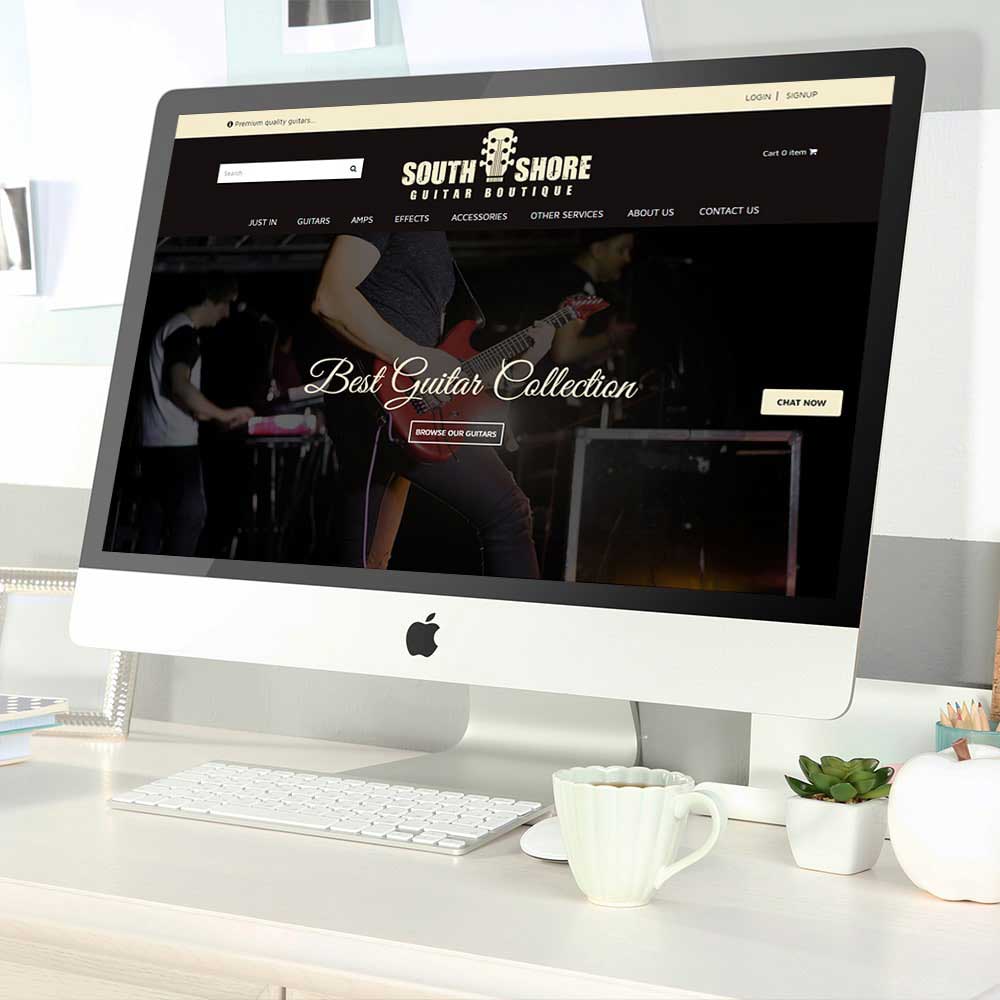 LOGIN | SIGNUP
Premium quality guitars...
Search
SOUTH SHORE
GUITAR BOUTIQUE
Cart 0 item
JUST IN GUITARS AMPS EFFECTS ACCESSORIES OTHER SERVICES ABOUT US CONTACT US
Best Guitar Collection
BROWSE OUR GUITARS
CHAT NOW